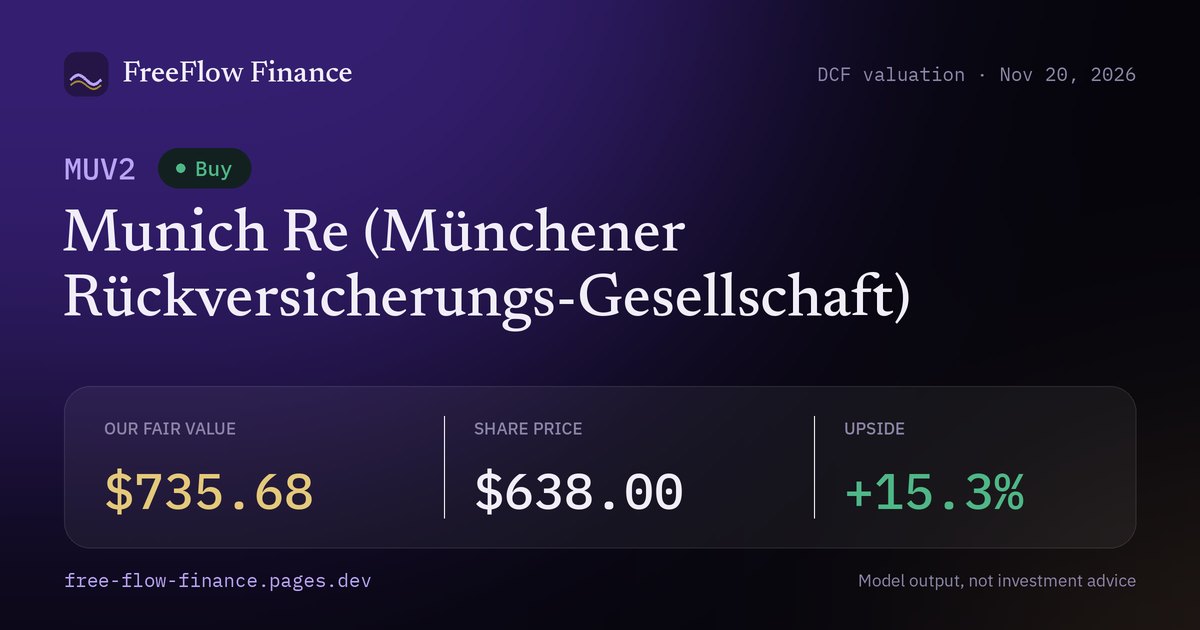 FreeFlow Finance
DCF valuation · Nov 20, 2026
MUV2
Buy
Munich Re (Münchener
Rückversicherungs-Gesellschaft)
OUR FAIR VALUE
$735.68
SHARE PRICE
$638.00
UPSIDE
+15.3%
free-flow-finance.pages.dev
Model output, not investment advice